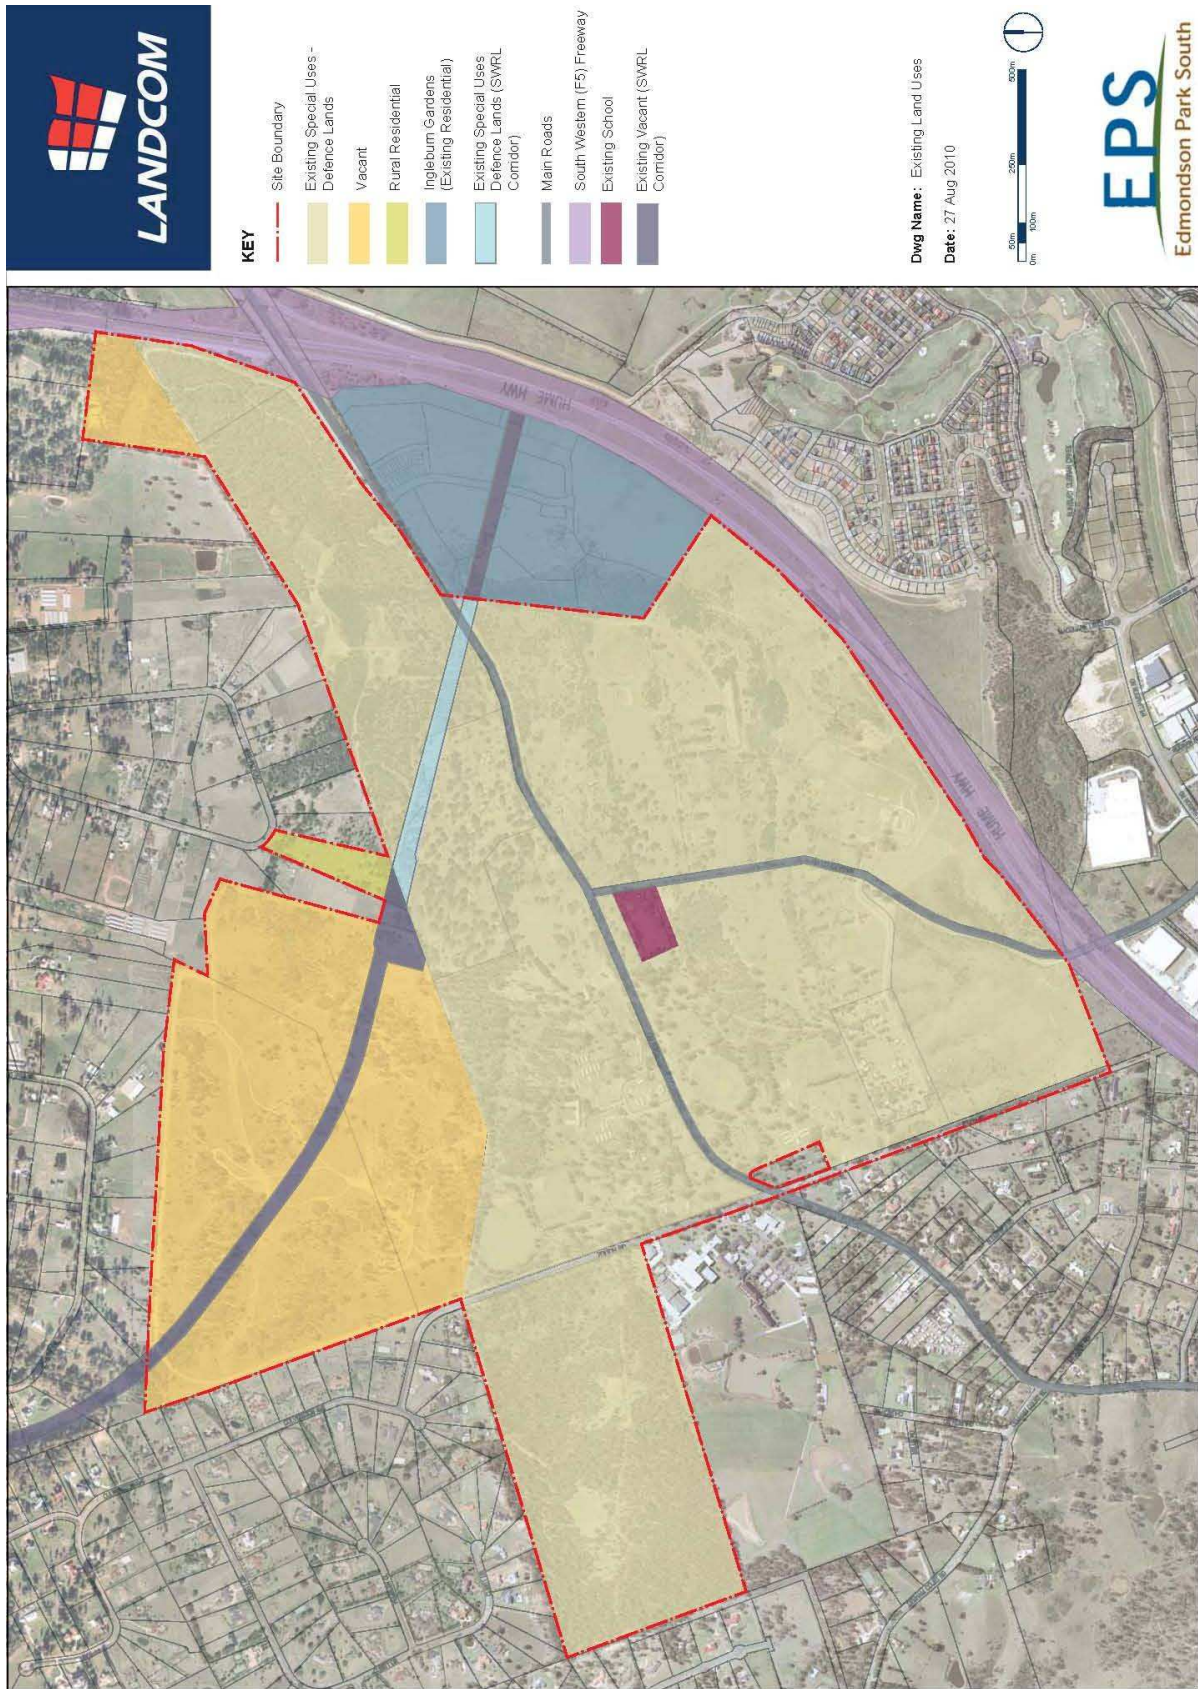 LANDCOM
KEY
Site Boundary
Existing Special Uses -
Defence Lands
Vacant
Rural Residential
Ingleburn Gardens
(Existing Residential)
Existing Special Uses
Defence Lands (SWRL
Corridor)
Main Roads
South Western (F5) Freeway
Existing School
Existing Vacant (SWRL
Corridor)
Dwg Name: Existing Land Uses
Date: 27 Aug 2010
0m
50m
100m
250m
500m
EPS
Edmondson Park South
HUME HWY
HUME HWY